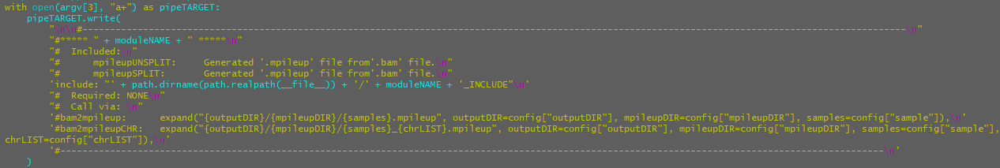 with open(argv[3], "a+") as pipeTARGET:
    pipeTARGET.write(
        "\n\n#-----------------------------------------------------------------------------------------------------------------------------------------------------\n"
        "#***** " + moduleNAME + " *****\n"
        "#  Included:\n"
        "#      mpileupUNSPLIT:     Generated '.mpileup' file from'.bam' file.\n"
        "#      mpileupSPLIT:       Generated '.mpileup' file from'.bam' file.\n"
        'include: "' + path.dirname(path.realpath(__file__)) + '/' + moduleNAME + '_INCLUDE"\n'
        "#  Required: NONE\n"
        "#  Call via: \n"
        '#bam2mpileup:      expand("{outputDIR}/{mpileupDIR}/{samples}.mpileup", outputDIR=config["outputDIR"], mpileupDIR=config["mpileupDIR"], samples=config["sample"]),\n'
        '#bam2mpileupCHR:   expand("{outputDIR}/{mpileupDIR}/{samples}_{chrLIST}.mpileup", outputDIR=config["outputDIR"], mpileupDIR=config["mpileupDIR"], samples=config["sample"],
chrLIST=config["chrLIST"]),\n'
        '#-----------------------------------------------------------------------------------------------------------------------------------------------------\n'
    )